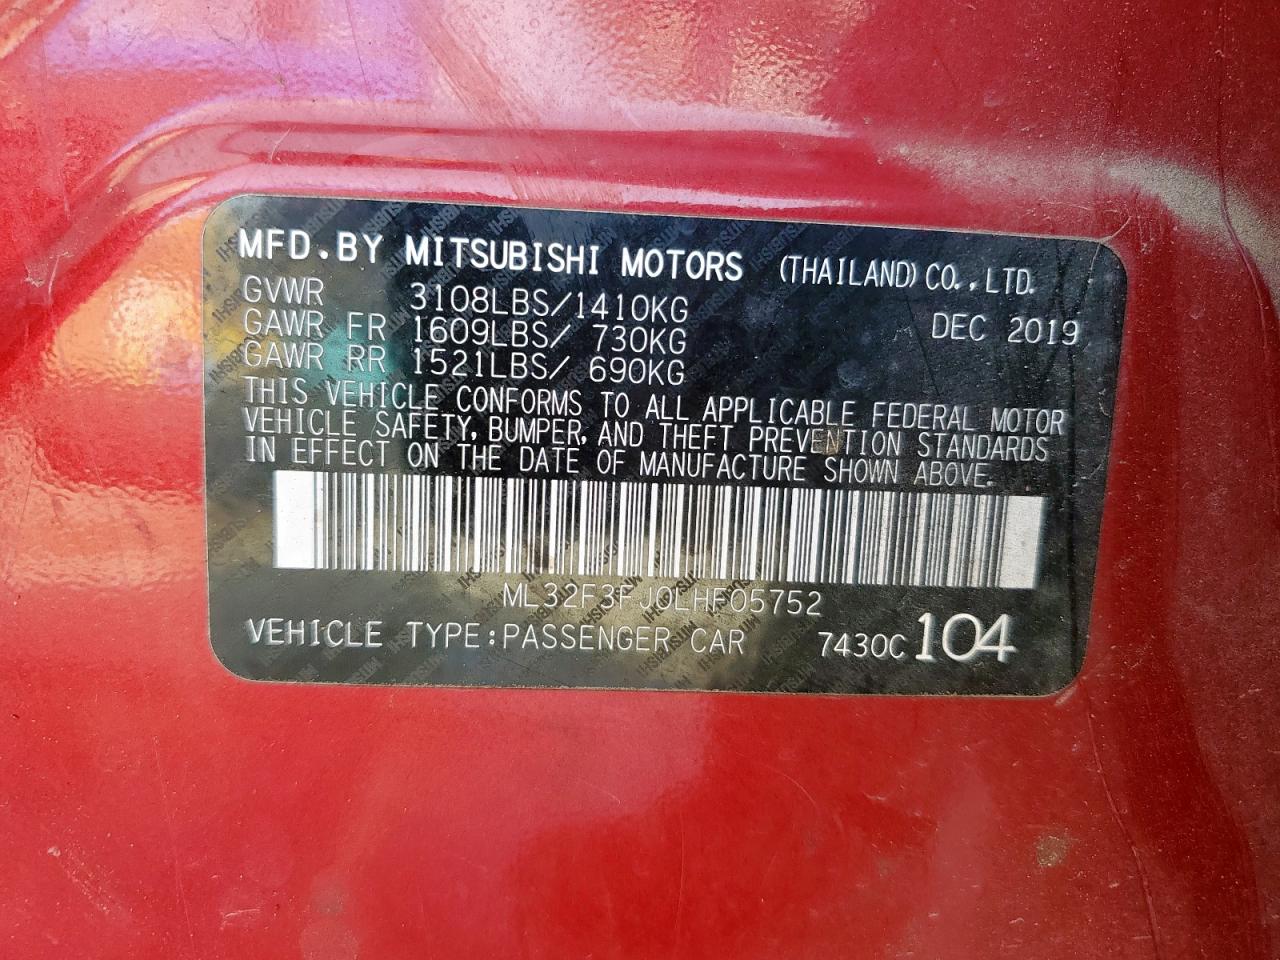 MFD.BY MITSUBISHI MOTORS (THAILAND) CO.,LTD.
GVWR 3108LBS/1410KG
DEC 2019
GAWR FR 1609LBS/ 730KG
GAWR RR 1521LBS/ 690KG
THIS VEHICLE CONFORMS TO ALL APPLICABLE FEDERAL MOTOR
VEHICLE SAFETY, BUMPER, AND THEFT PREVENTION STANDARDS
IN EFFECT ON THE DATE OF MANUFACTURE SHOWN ABOVE.
ML32F3FJ0LHF05752
VEHICLE TYPE:PASSENGER CAR 7430C 104